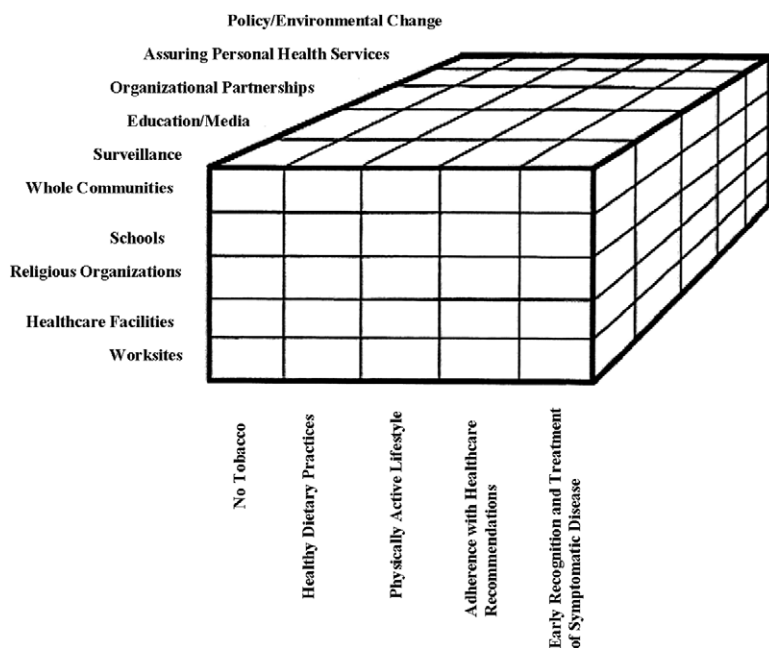 Policy/Environmental Change
Assuring Personal Health Services
Organizational Partnerships
Education/Media
Surveillance
Whole Communities
Schools
Religious Organizations
Healthcare Facilities
Worksites
No Tobacco
Healthy Dietary Practices
Physically Active Lifestyle
Adherence with Healthcare
Recommendations
Early Recognition and Treatment
of Symptomatic Disease